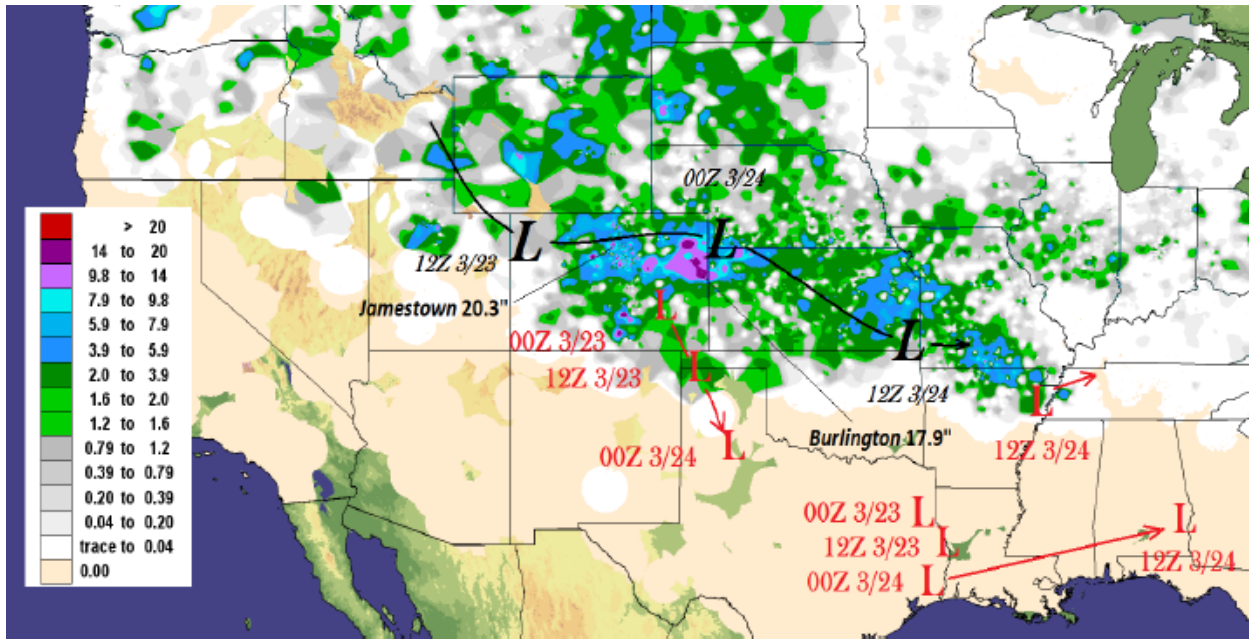 00Z 3/24
L
L
12Z 3/23
Jamestown 20.3"
L
00Z 3/23
L
12Z 3/23
L
12Z 3/24
L
00Z 3/24
Burlington 17.9"
L
12Z 3/24
00Z 3/23 L
12Z 3/23 L
00Z 3/24 L
L
12Z 3/24
> 20
14 to 20
9.8 to 14
7.9 to 9.8
5.9 to 7.9
3.9 to 5.9
2.0 to 3.9
1.6 to 2.0
1.2 to 1.6
0.79 to 1.2
0.39 to 0.79
0.20 to 0.39
0.04 to 0.20
trace to 0.04
0.00